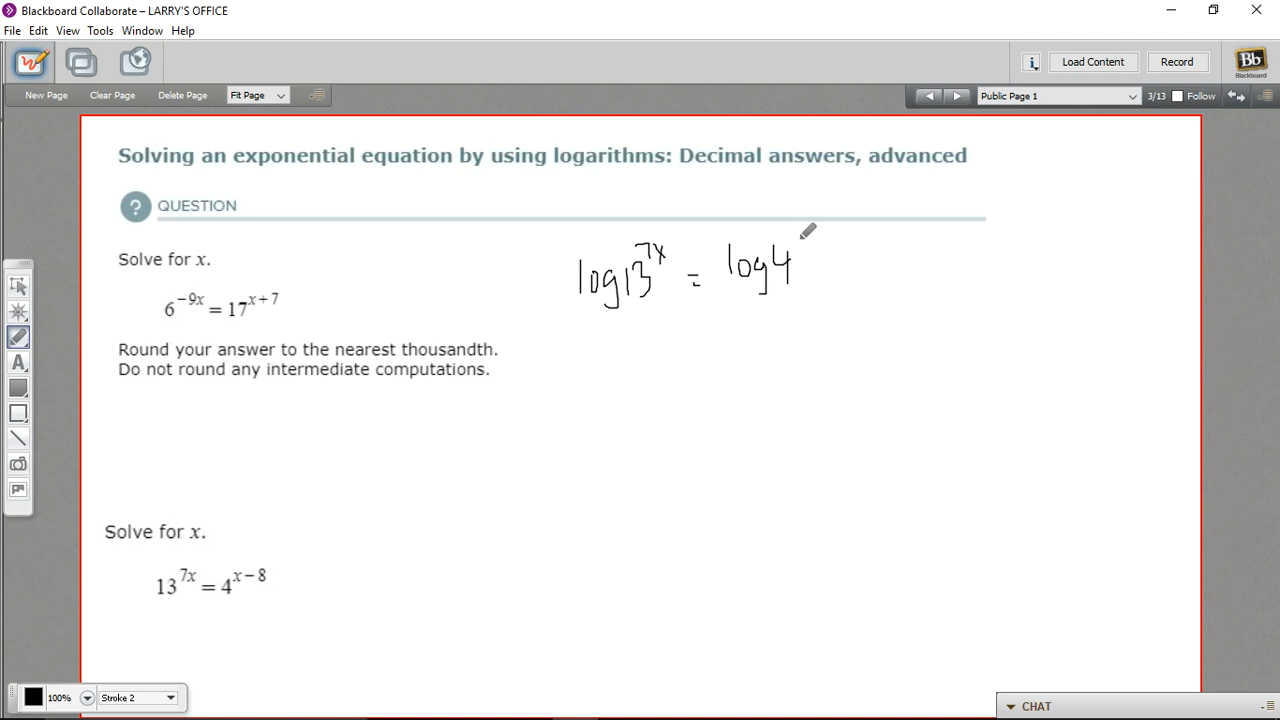 Blackboard Collaborate – LARRY'S OFFICE
File Edit View Tools Window Help
i Load Content Record Bb Blackboard
New Page Clear Page Delete Page Fit Page Public Page 1 3/13 Follow
Solving an exponential equation by using logarithms: Decimal answers, advanced
? QUESTION
Solve for x.
6^{-9x} = 17^{x+7}
log13^{7x} = log4
Round your answer to the nearest thousandth.
Do not round any intermediate computations.
A
Solve for x.
13^{7x} = 4^{x-8}
100% Stroke 2
CHAT